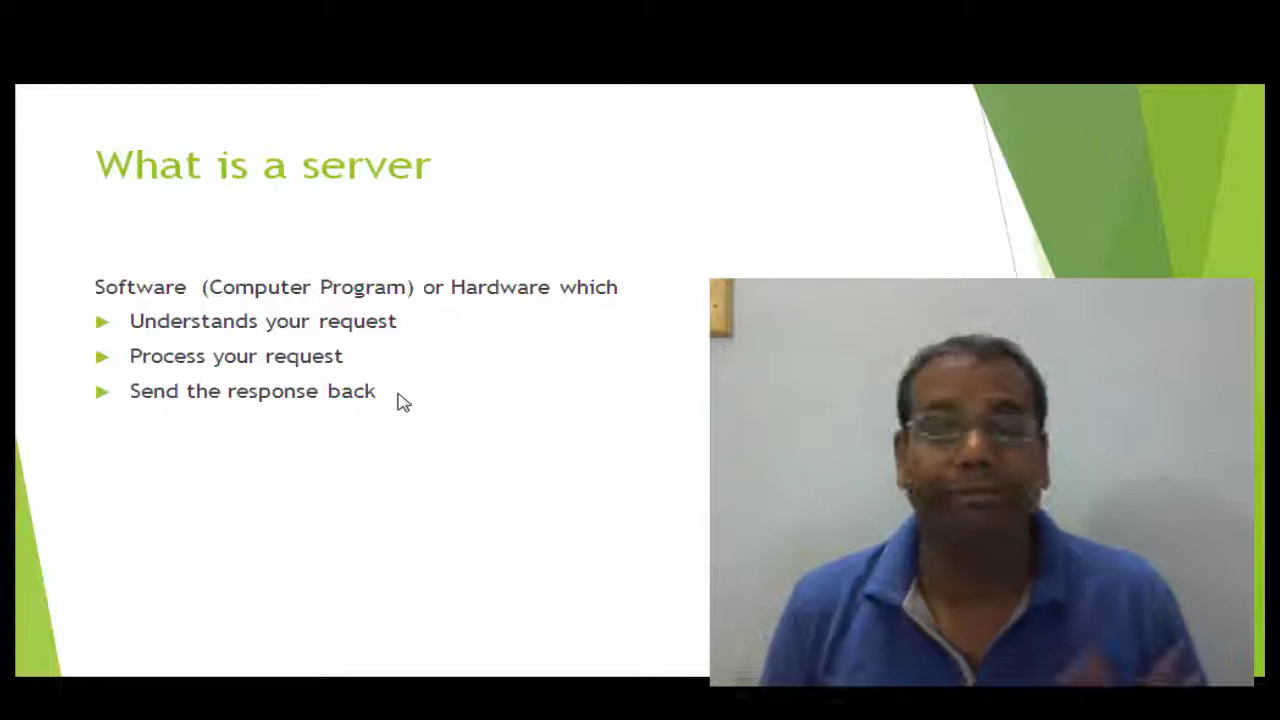 What is a server
Software (Computer Program) or Hardware which
Understands your request
Process your request
Send the response back